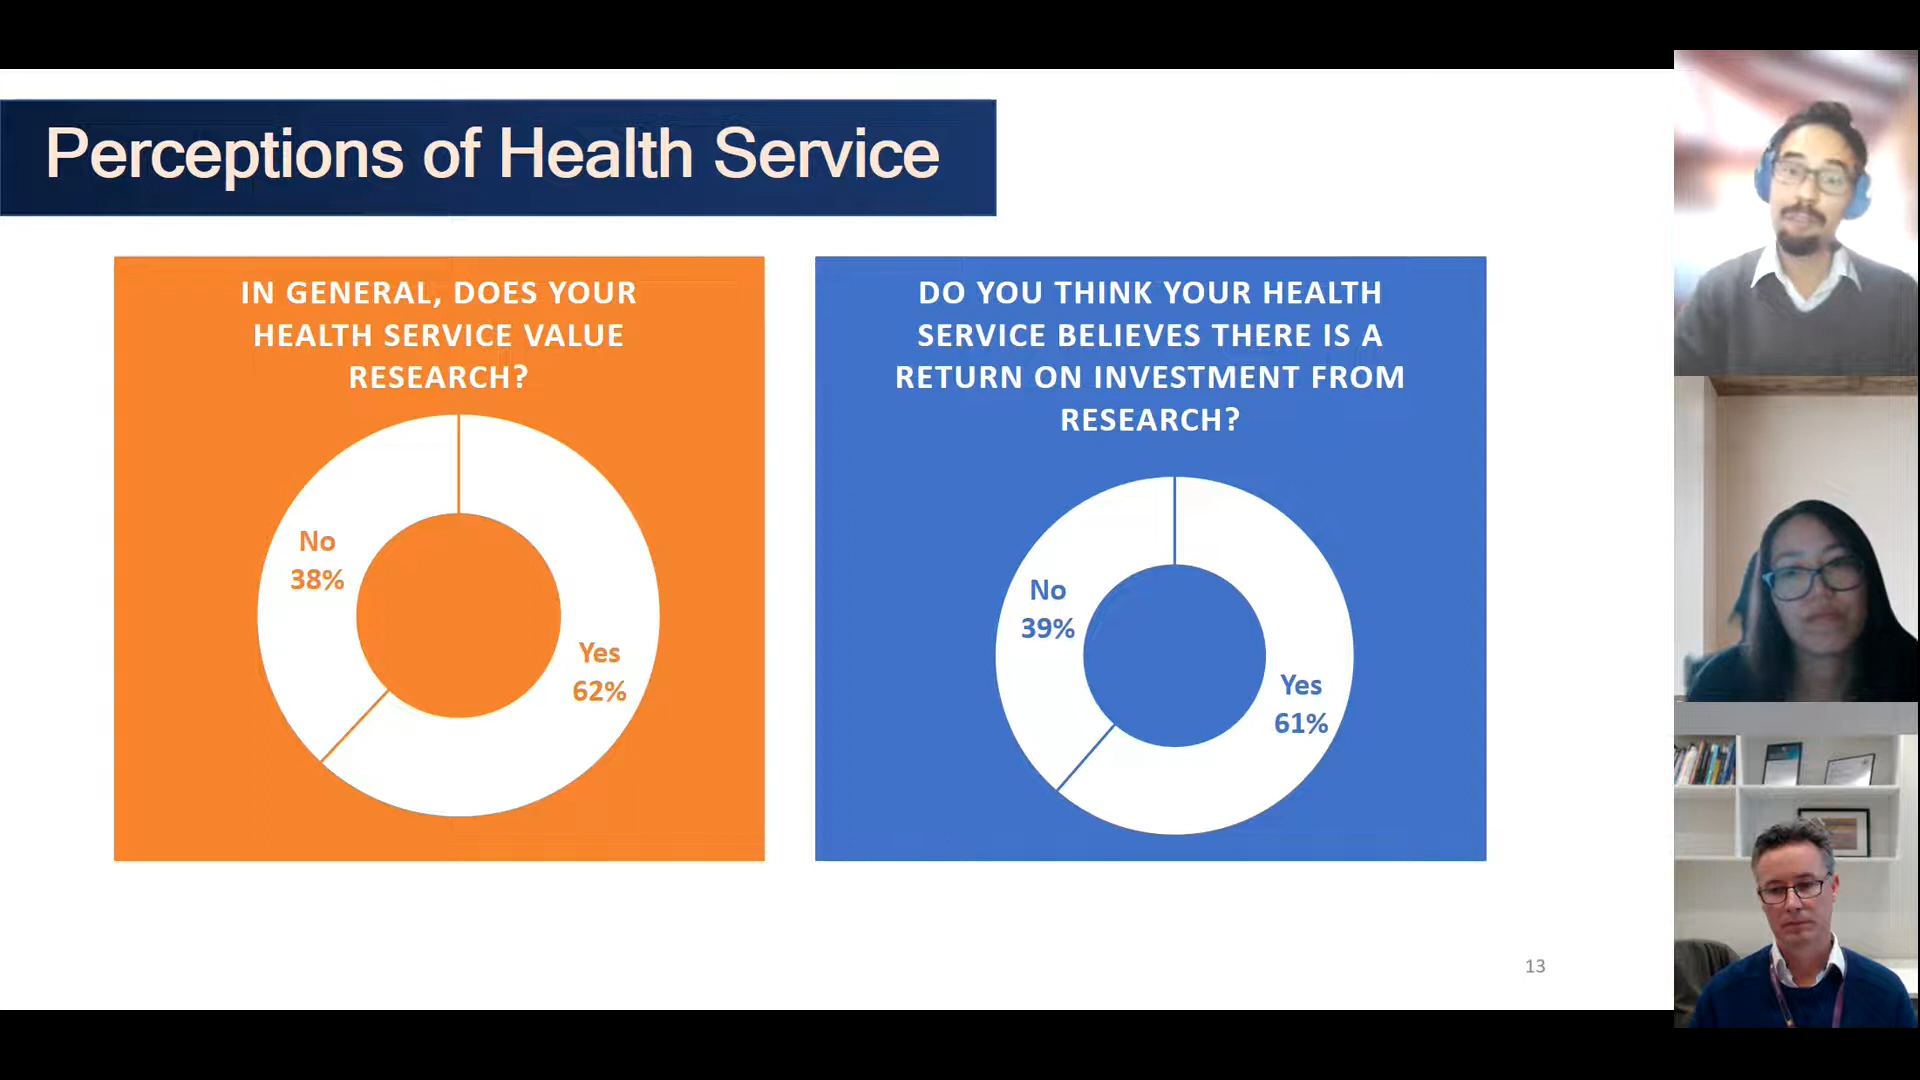 Perceptions of Health Service
IN GENERAL, DOES YOUR
HEALTH SERVICE VALUE
RESEARCH?
No
38%
Yes
62%
DO YOU THINK YOUR HEALTH
SERVICE BELIEVES THERE IS A
RETURN ON INVESTMENT FROM
RESEARCH?
No
39%
Yes
61%
13